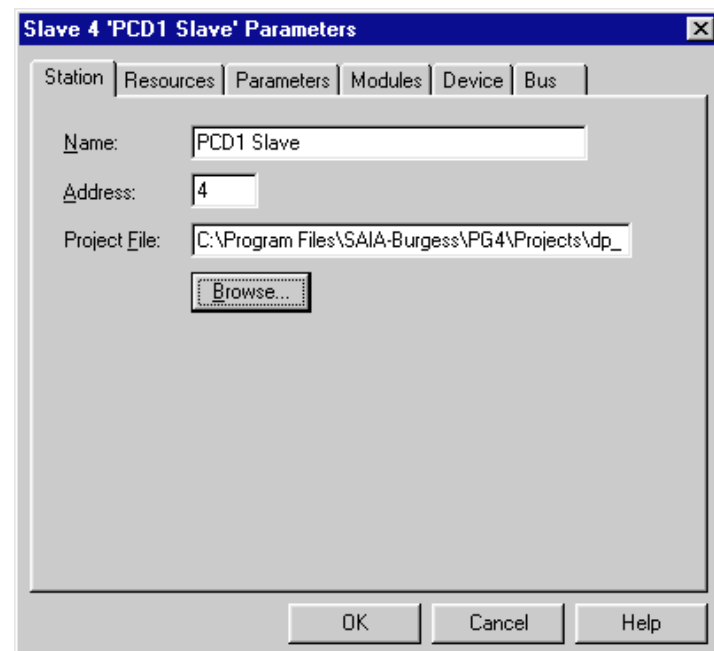 Slave 4 'PCD1 Slave' Parameters
Station Resources Parameters Modules Device Bus
Name: PCD1 Slave
Address: 4
Project File: C:\Program Files\SAIA-Burgess\PG4\Projects\dp_
Browse...
OK Cancel Help